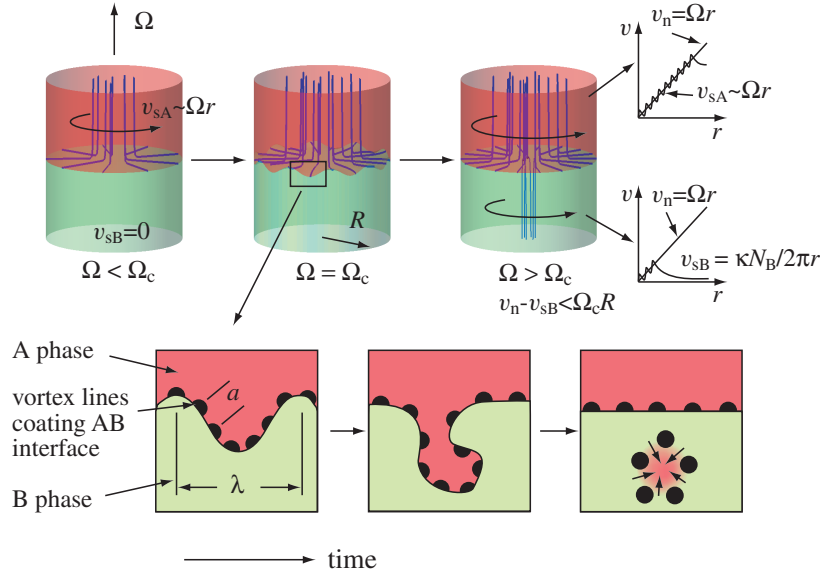 Ω
v_sA~Ωr
v_sB=0
Ω < Ω_c
R
Ω = Ω_c
Ω > Ω_c
v_n-v_sB<Ω_cR
v
v_n=Ωr
v_sA~Ωr
r
v
v_n=Ωr
v_sB = κN_B/2πr
r
A phase
vortex lines
coating AB
interface
B phase
a
λ
time